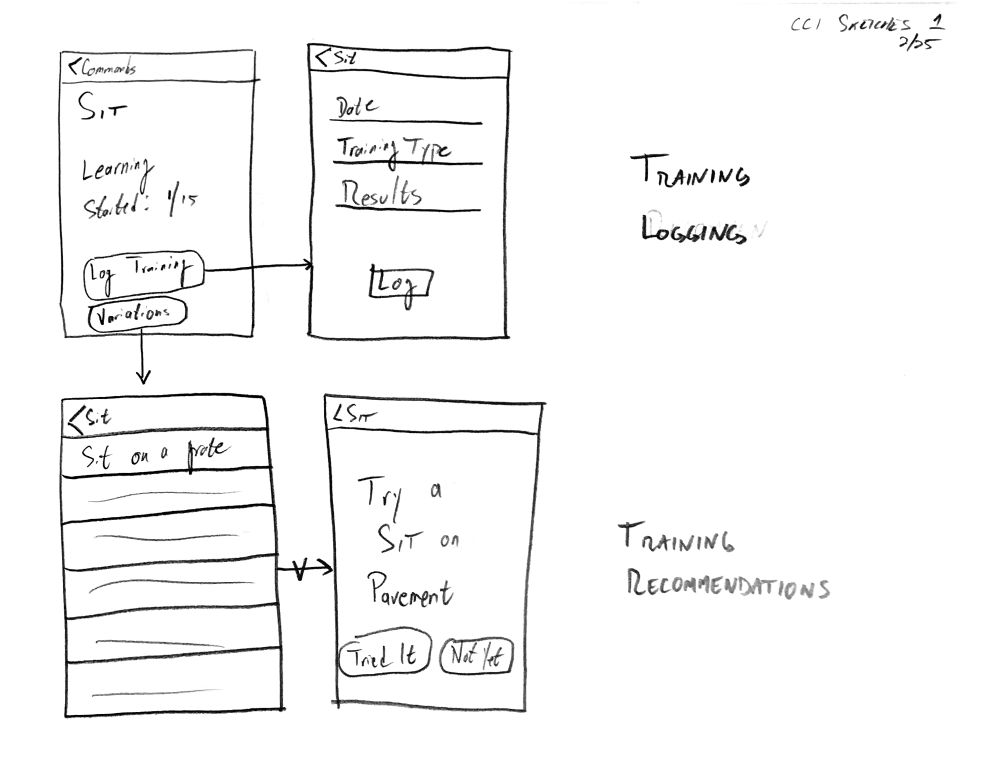 CCI SKETCHES 1
2/25
< Commands
SIT
Learning
Started: 1/15
Log Training
Variations
< Sit
Date
Training Type
Results
Log
TRAINING
LOGGING
< Sit
Sit on a
< SIT
Try a
SIT on
Pavement
Tried It
Not Yet
TRAINING
RECOMMENDATIONS